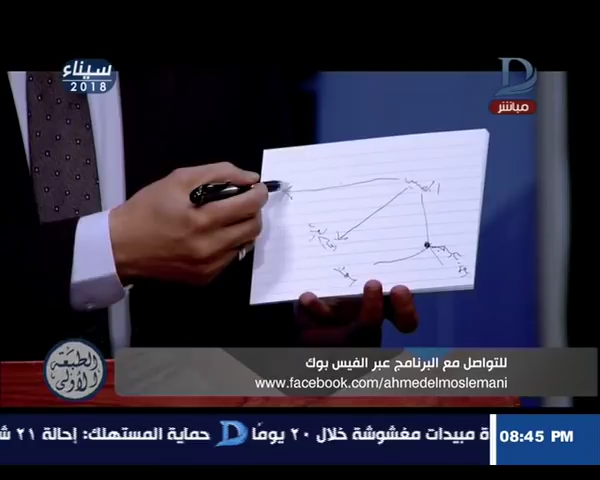 سيناء
2018
D
مباشر
الطبقة
الأولى
للتواصل مع البرنامج عبر الفيس بوك
www.facebook.com/ahmedelmoslemani
ة مبيدات مغشوشة خلال ٢٠ يومًا حماية المستهلك: إحالة ٢١ ش
08:45 PM